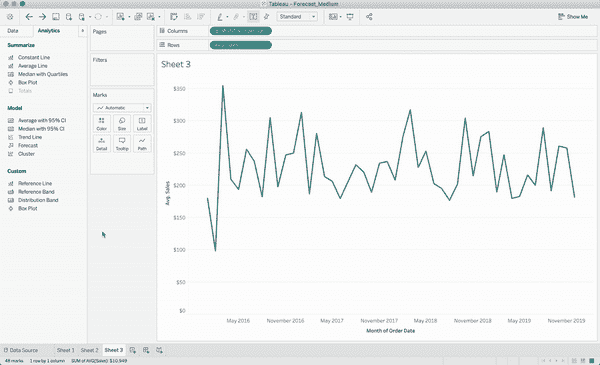 Tableau - Forecast_Medium
Standard
Show Me
Data
Analytics
Pages
Columns
Rows
Summarize
Constant Line
Average Line
Median with Quartiles
Box Plot
Totals
Model
Average with 95% CI
Median with 95% CI
Trend Line
Forecast
Cluster
Custom
Reference Line
Reference Band
Distribution Band
Box Plot
Filters
Marks
Automatic
Color
Size
Label
Detail
Tooltip
Path
Sheet 3
$350
$300
$250
$200
$150
$100
$50
$0
Avg. Sales
May 2016
November 2016
May 2017
November 2017
May 2018
November 2018
May 2019
November 2019
Month of Order Date
Data Source
Sheet 1
Sheet 2
Sheet 3
48 marks
1 row by 1 column
SUM of AVG(Sales): $10,949